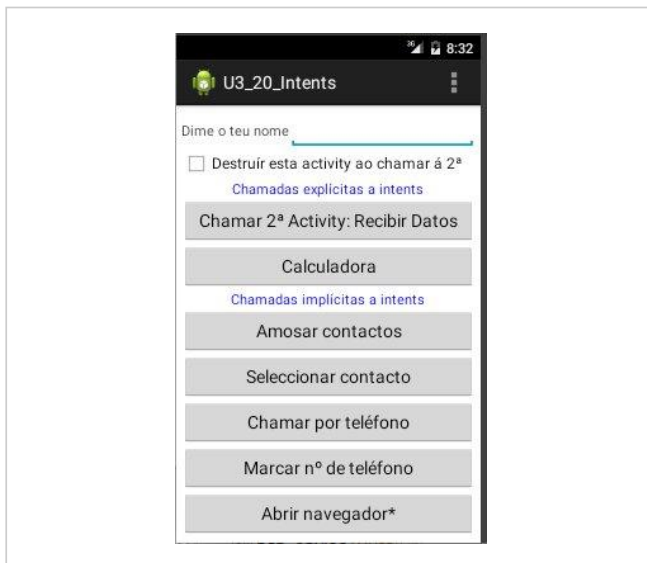 3G 8:32
U3_20_Intents
Dime o teu nome
Destruír esta activity ao chamar á 2ª
Chamadas explícitas a intents
Chamar 2ª Activity: Recibir Datos
Calculadora
Chamadas implícitas a intents
Amosar contactos
Seleccionar contacto
Chamar por teléfono
Marcar nº de teléfono
Abrir navegador*